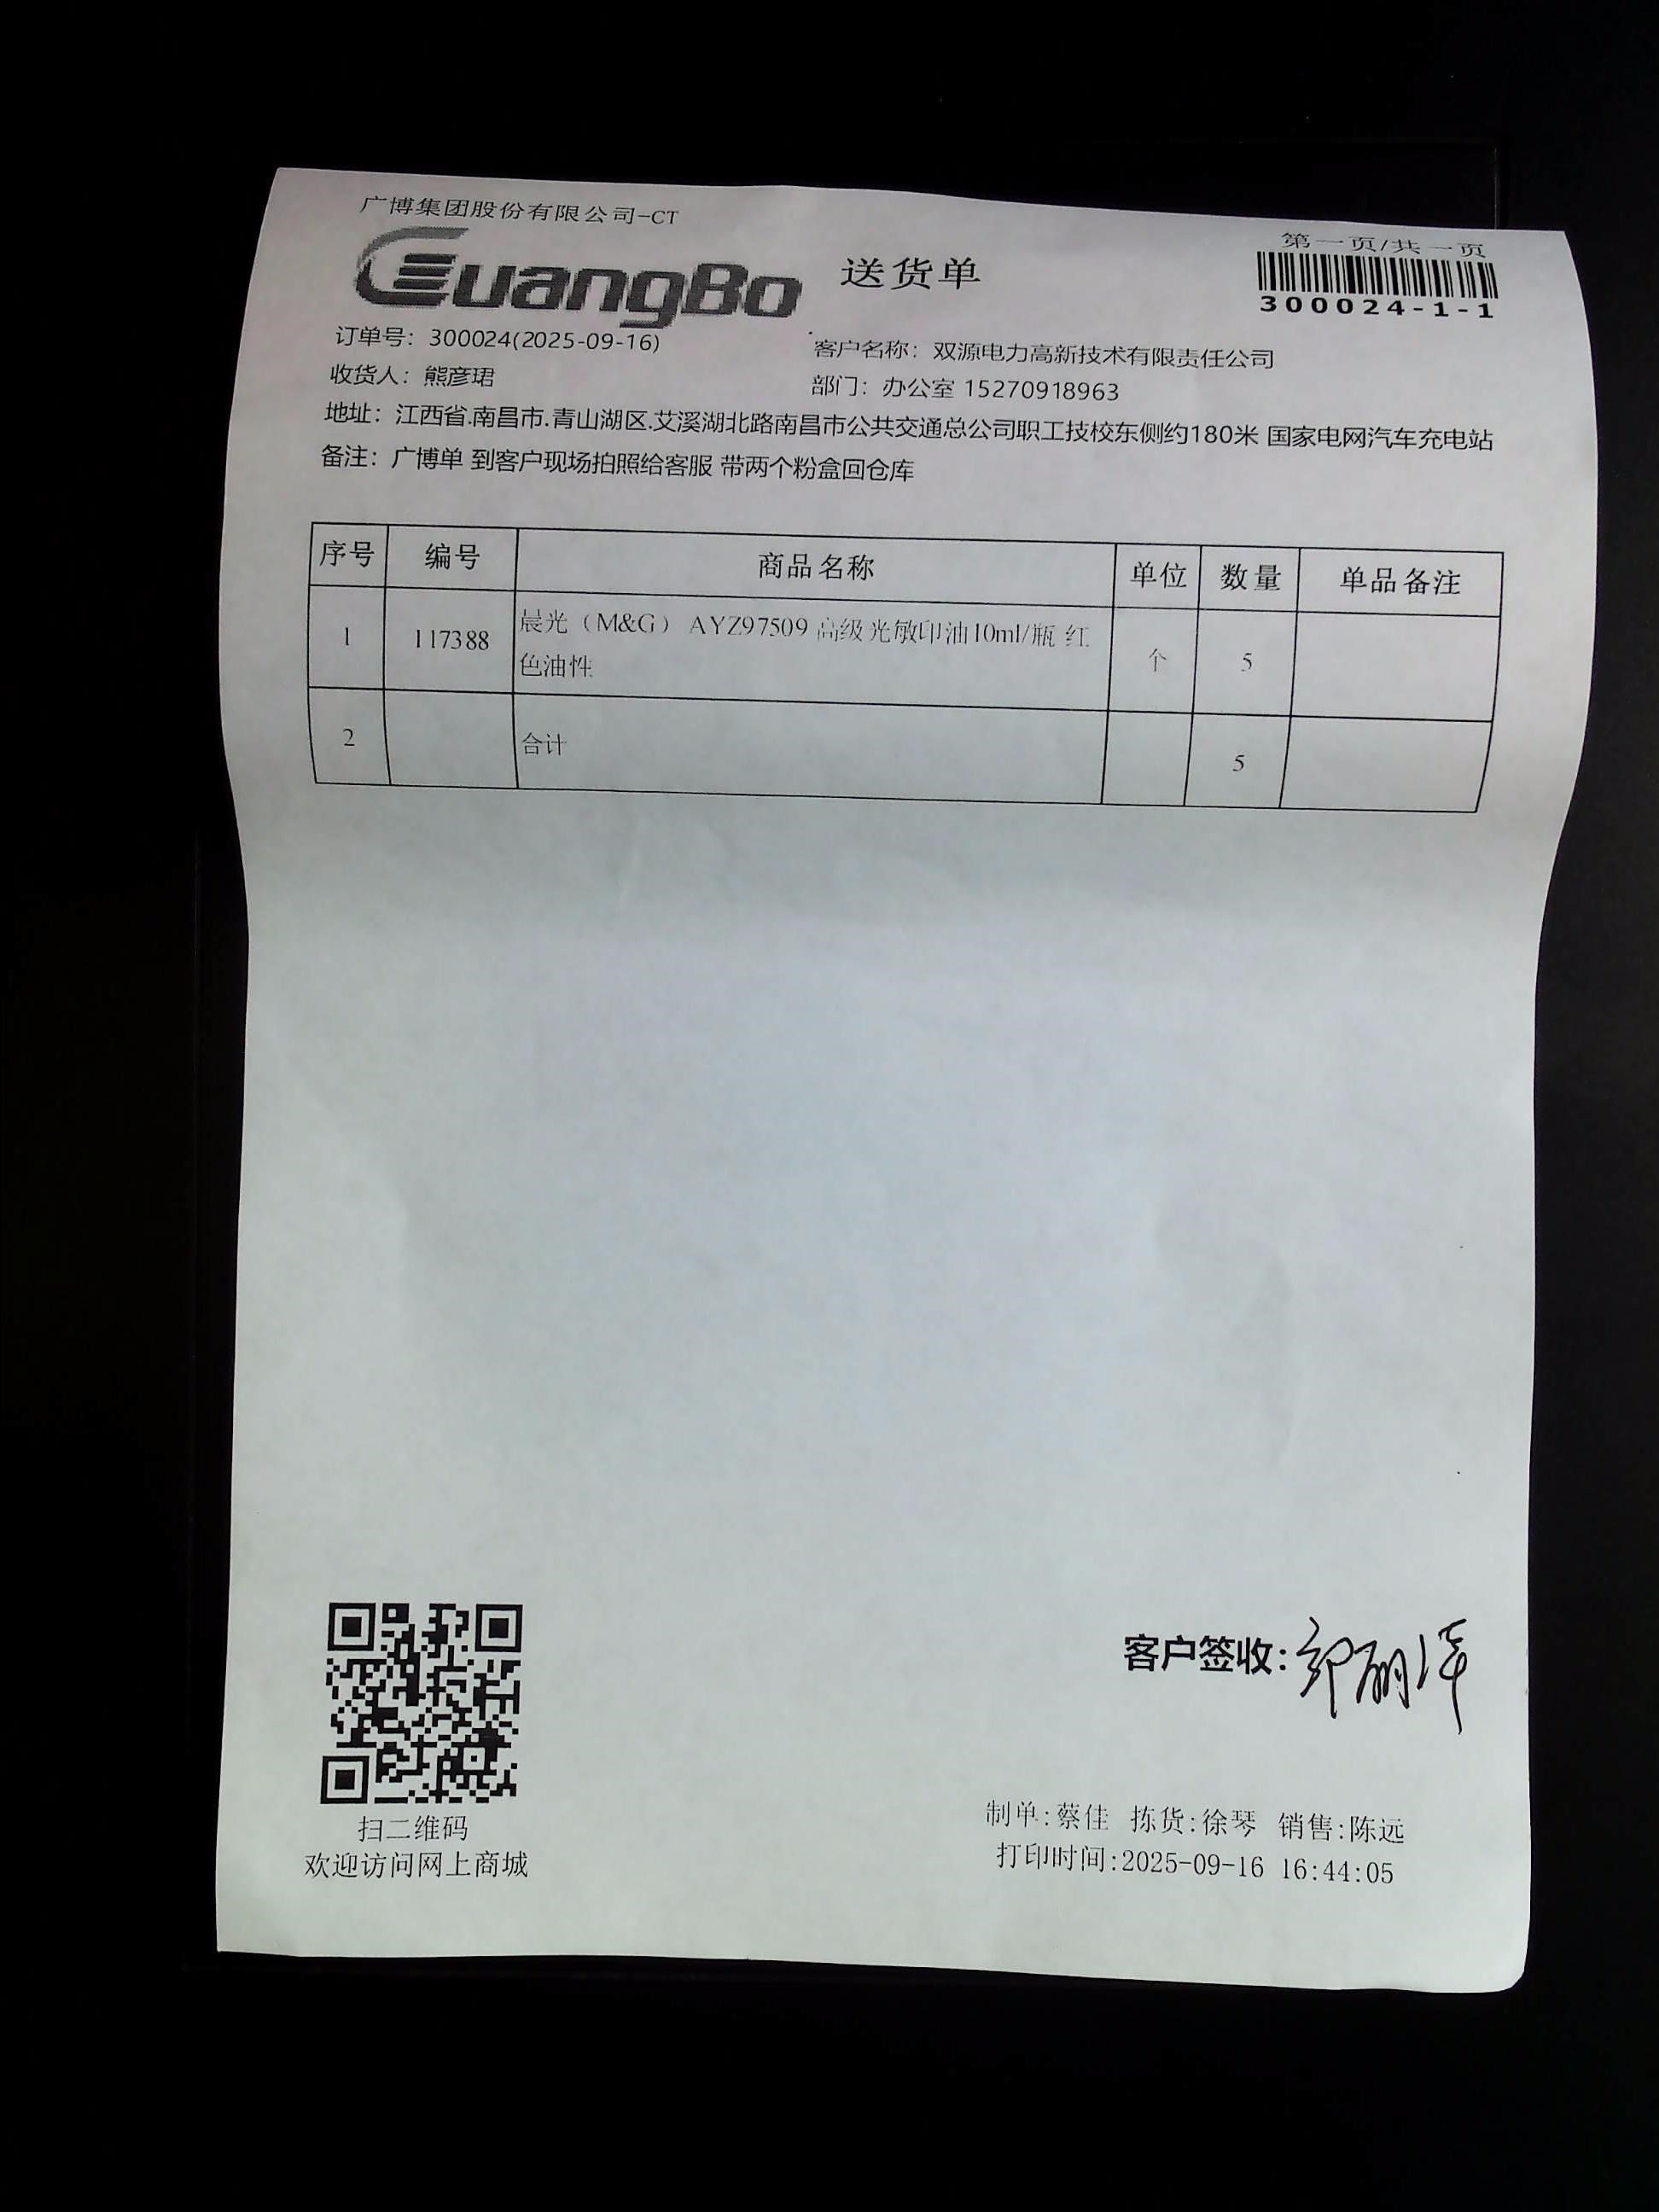 广博集团股份有限公司-CT
第一页/共一页
GuangBo
送货单
300024-1-1
订单号：300024(2025-09-16)
客户名称：双源电力高新技术有限责任公司
收货人：熊彦珺
部门：办公室 15270918963
地址：江西省.南昌市.青山湖区.艾溪湖北路南昌市公共交通总公司职工技校东侧约180米 国家电网汽车充电站
备注：广博单 到客户现场拍照给客服 带两个粉盒回仓库
序号 编号 商品名称 单位 数量 单品备注
1 117388 晨光（M&G） AYZ97509 高级光敏印油10ml/瓶 红 个 5
色油性
2 合计 5
客户签收:
扫二维码
欢迎访问网上商城
制单:蔡佳 拣货:徐琴 销售:陈远
打印时间:2025-09-16 16:44:05